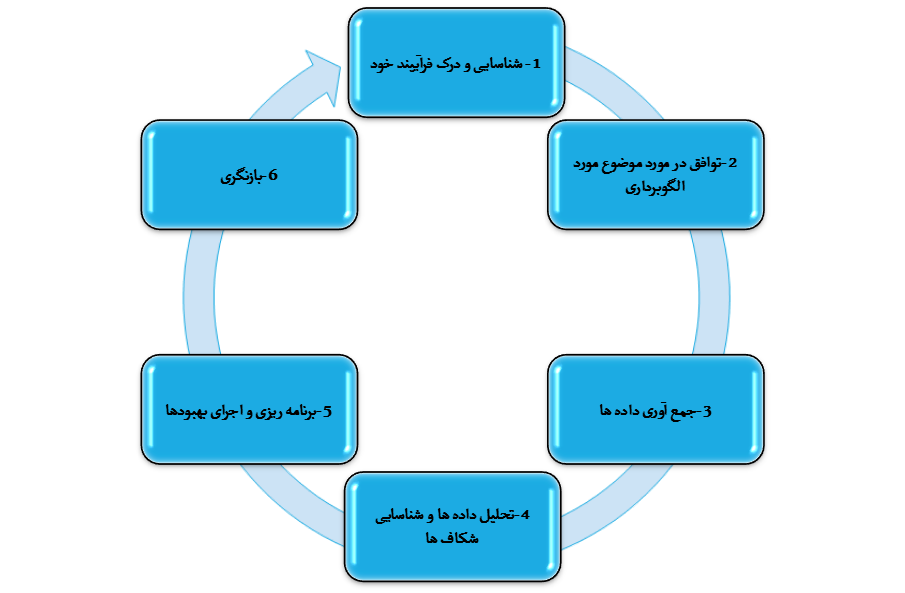 1- شناسایی و درک فرآیند خود
2-توافق در مورد موضوع مورد
الگوبرداری
3-جمع آوری داده ها
4-تحلیل داده ها و شناسایی
شکاف ها
5-برنامه ریزی و اجرای بهبودها
6-بازنگری